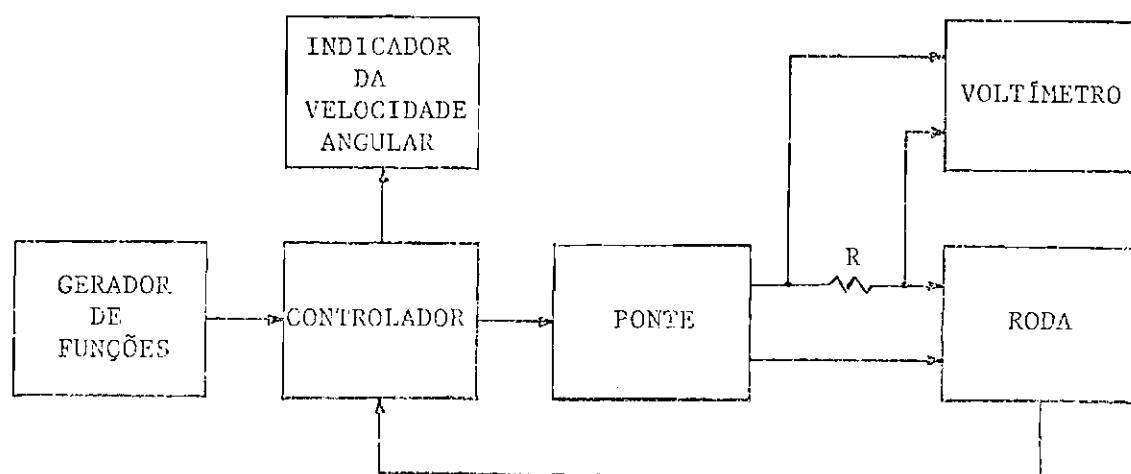 INDICADOR
DA
VELOCIDADE
ANGULAR
VOLTÍMETRO
GERADOR
DE
FUNÇÕES
CONTROLADOR
PONTE
R
RODA